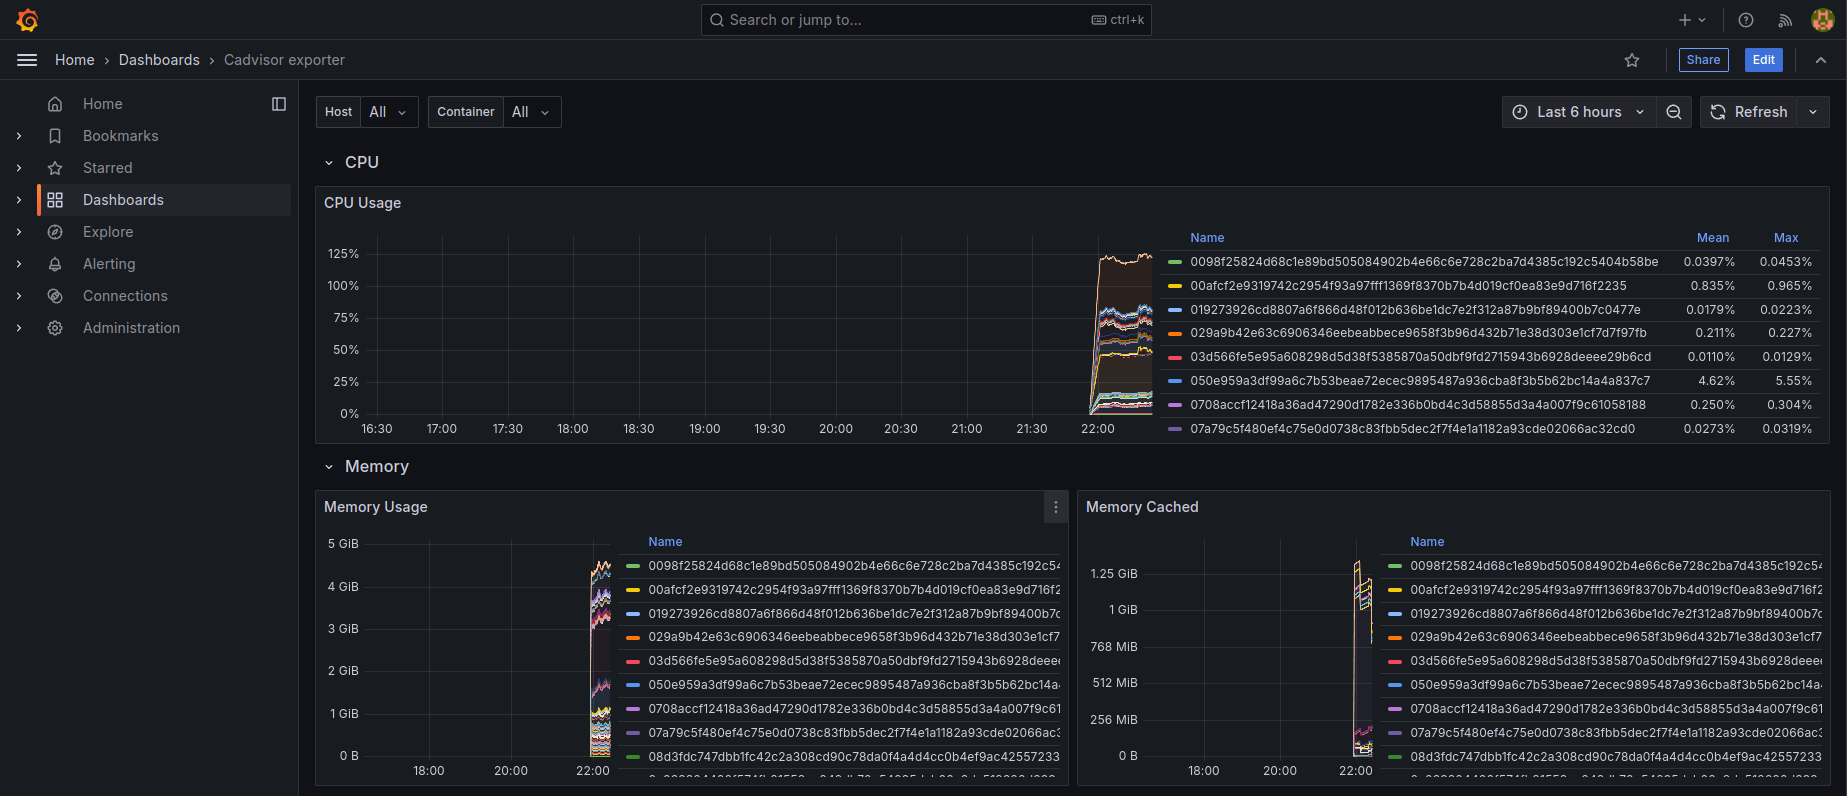 Search or jump to...
ctrl+k
Home › Dashboards › Cadvisor exporter
Share
Edit
Home
Bookmarks
Starred
Dashboards
Explore
Alerting
Connections
Administration
Host All
Container All
Last 6 hours
Refresh
CPU
CPU Usage
125%
100%
75%
50%
25%
0%
16:30 17:00 17:30 18:00 18:30 19:00 19:30 20:00 20:30 21:00 21:30 22:00
Name Mean Max
0098f25824d68c1e89bd505084902b4e66c6e728c2ba7d4385c192c5404b58be 0.0397% 0.0453%
00afcf2e9319742c2954f93a97fff1369f8370b7b4d019cf0ea83e9d716f2235 0.835% 0.965%
019273926cd8807a6f866d48f012b636be1dc7e2f312a87b9bf89400b7c0477e 0.0179% 0.0223%
029a9b42e63c6906346eebeabbece9658f3b96d432b71e38d303e1cf7d7f97fb 0.211% 0.227%
03d566fe5e95a608298d5d38f5385870a50dbf9fd2715943b6928deeee29b6cd 0.0110% 0.0129%
050e959a3df99a6c7b53beae72ecec9895487a936cba8f3b5b62bc14a4a837c7 4.62% 5.55%
0708accf12418a36ad47290d1782e336b0bd4c3d58855d3a4a007f9c61058188 0.250% 0.304%
07a79c5f480ef4c75e0d0738c83fbb5dec2f7f4e1a1182a93cde02066ac32cd0 0.0273% 0.0319%
Memory
Memory Usage
5 GiB
4 GiB
3 GiB
2 GiB
1 GiB
0 B
18:00 20:00 22:00
Name
0098f25824d68c1e89bd505084902b4e66c6e728c2ba7d4385c192c54
00afcf2e9319742c2954f93a97fff1369f8370b7b4d019cf0ea83e9d716f2
019273926cd8807a6f866d48f012b636be1dc7e2f312a87b9bf89400b7c
029a9b42e63c6906346eebeabbece9658f3b96d432b71e38d303e1cf7
03d566fe5e95a608298d5d38f5385870a50dbf9fd2715943b6928deeee
050e959a3df99a6c7b53beae72ecec9895487a936cba8f3b5b62bc14a4
0708accf12418a36ad47290d1782e336b0bd4c3d58855d3a4a007f9c61
07a79c5f480ef4c75e0d0738c83fbb5dec2f7f4e1a1182a93cde02066ac3
08d3fdc747dbb1fc42c2a308cd90c78da0f4a4d4cc0b4ef9ac42557233
Memory Cached
1.25 GiB
1 GiB
768 MiB
512 MiB
256 MiB
0 B
18:00 20:00 22:00
Name
0098f25824d68c1e89bd505084902b4e66c6e728c2ba7d4385c192c54
00afcf2e9319742c2954f93a97fff1369f8370b7b4d019cf0ea83e9d716f2
019273926cd8807a6f866d48f012b636be1dc7e2f312a87b9bf89400b7c
029a9b42e63c6906346eebeabbece9658f3b96d432b71e38d303e1cf7
03d566fe5e95a608298d5d38f5385870a50dbf9fd2715943b6928deeee
050e959a3df99a6c7b53beae72ecec9895487a936cba8f3b5b62bc14a4
0708accf12418a36ad47290d1782e336b0bd4c3d58855d3a4a007f9c61
07a79c5f480ef4c75e0d0738c83fbb5dec2f7f4e1a1182a93cde02066ac3
08d3fdc747dbb1fc42c2a308cd90c78da0f4a4d4cc0b4ef9ac42557233